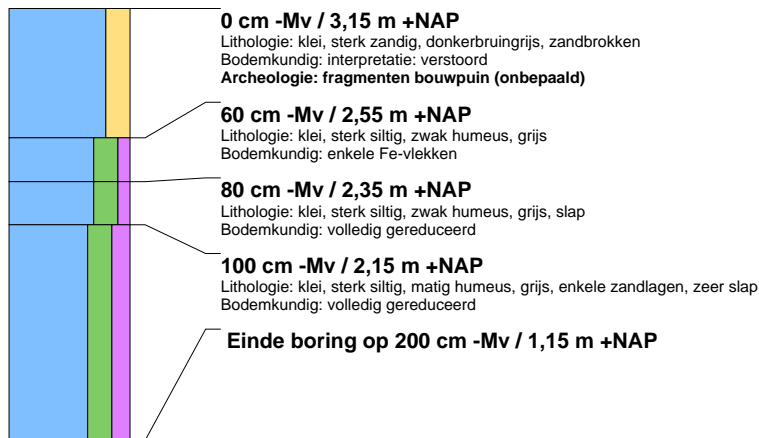 0 cm -Mv / 3,15 m +NAP
Lithologie: klei, sterk zandig, donkerbruingrijs, zandbrokken
Bodemkundig: interpretatie: verstoord
Archeologie: fragmenten bouwpuin (onbepaald)
60 cm -Mv / 2,55 m +NAP
Lithologie: klei, sterk siltig, zwak humeus, grijs
Bodemkundig: enkele Fe-vlekken
80 cm -Mv / 2,35 m +NAP
Lithologie: klei, sterk siltig, zwak humeus, grijs, slap
Bodemkundig: volledig gereduceerd
100 cm -Mv / 2,15 m +NAP
Lithologie: klei, sterk siltig, matig humeus, grijs, enkele zandlagen, zeer slap
Bodemkundig: volledig gereduceerd
Einde boring op 200 cm -Mv / 1,15 m +NAP